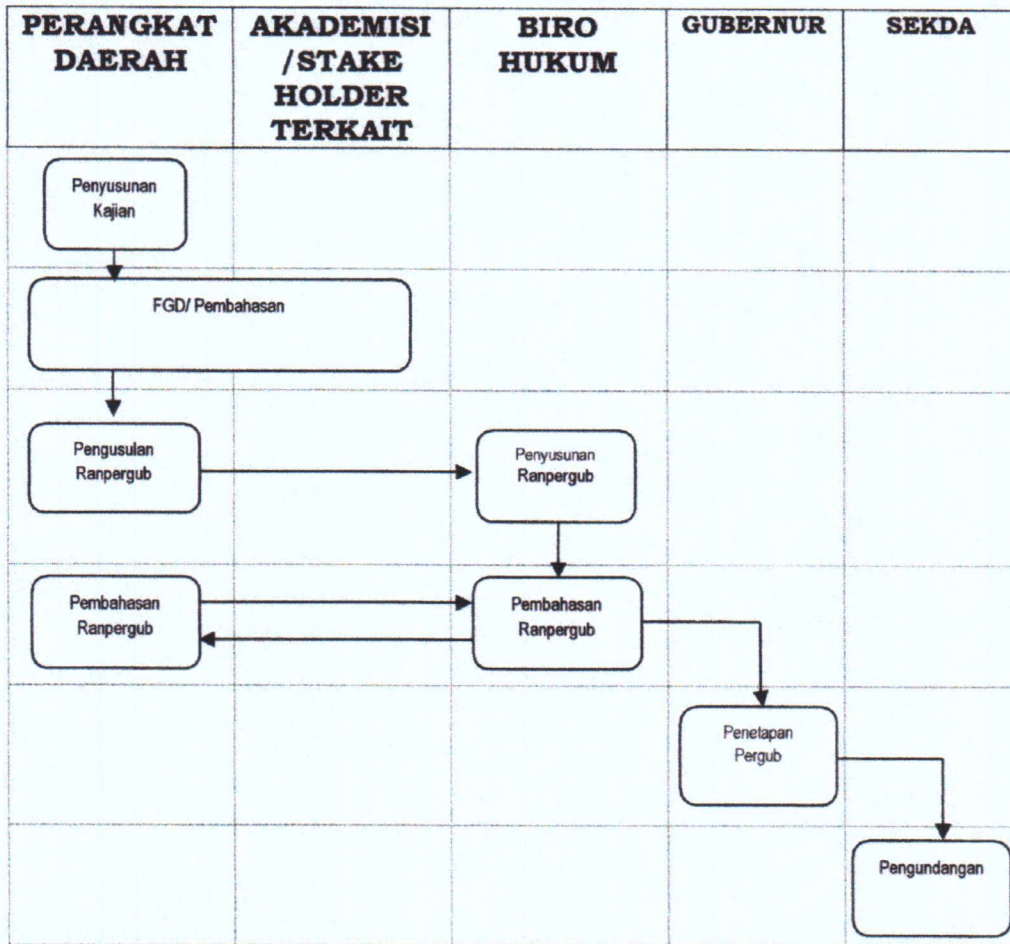 PERANGKAT
DAERAH
AKADEMISI
/STAKE
HOLDER
TERKAIT
BIRO
HUKUM
GUBERNUR
SEKDA
Penyusunan
Kajian
FGD/ Pembahasan
Pengusulan
Ranpergub
Penyusunan
Ranpergub
Pembahasan
Ranpergub
Pembahasan
Ranpergub
Penetapan
Pergub
Pengundangan